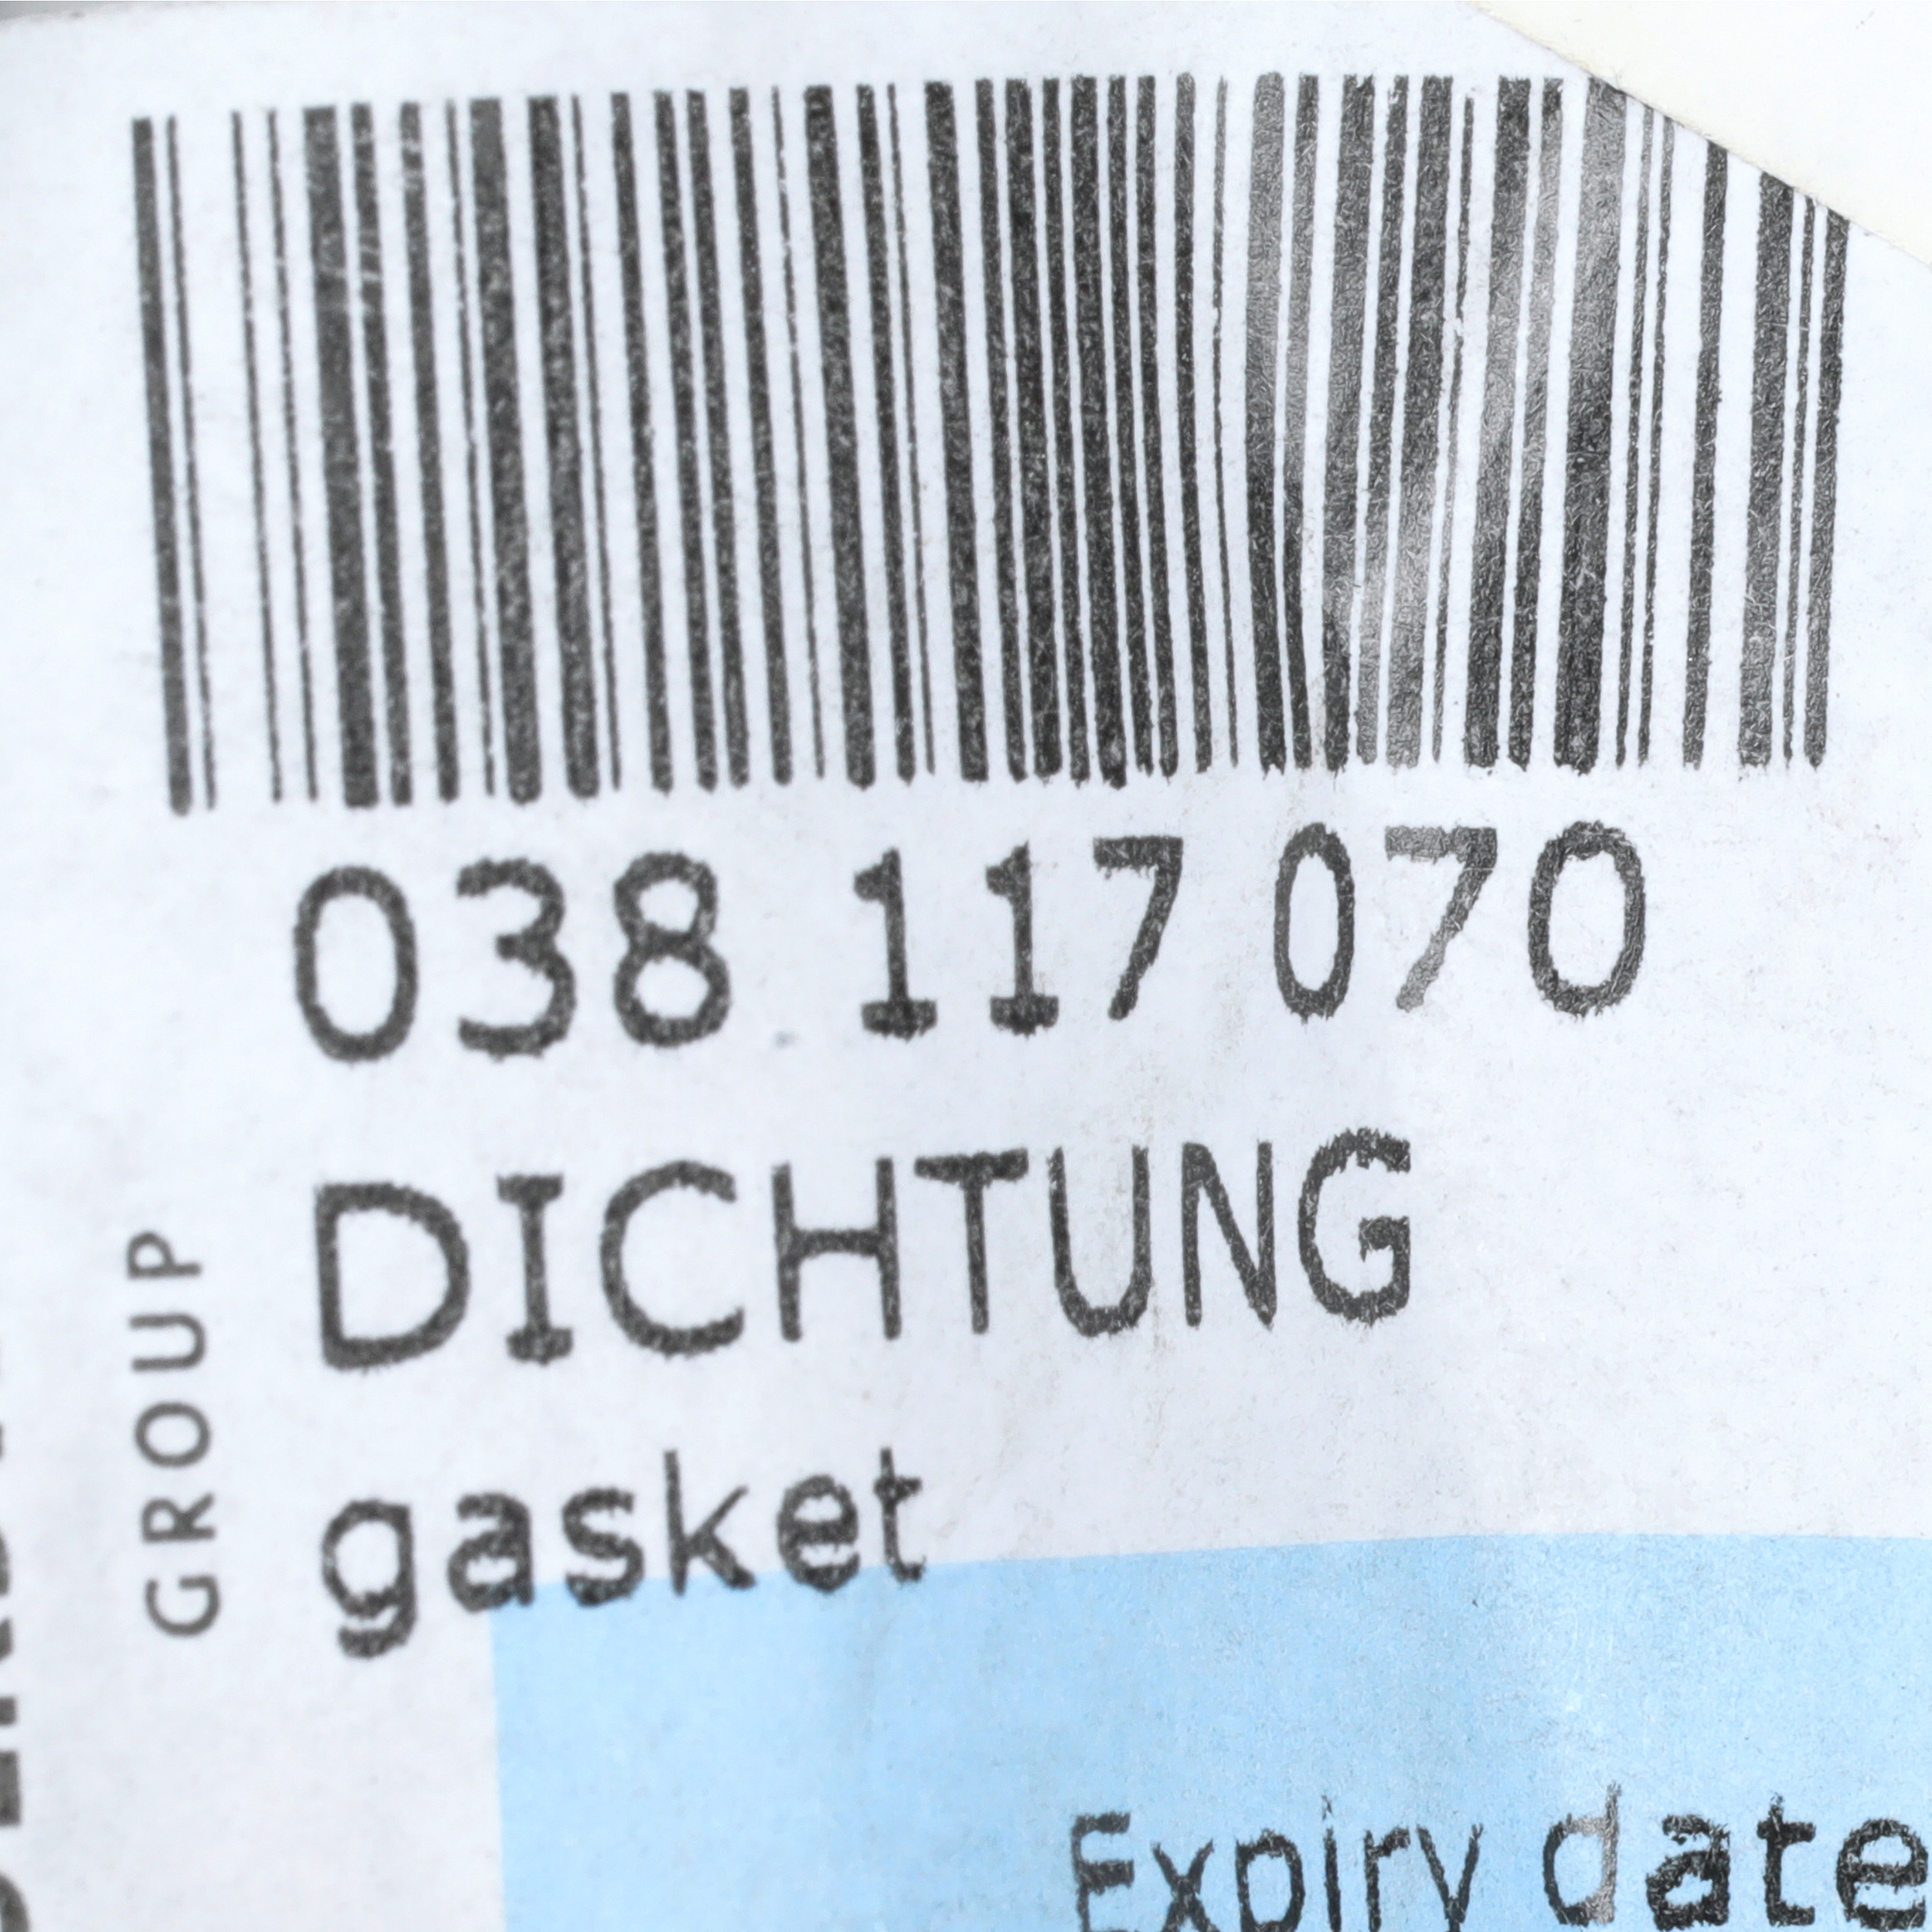 038 117 070
DICHTUNG
gasket
GROUP
Expiry date